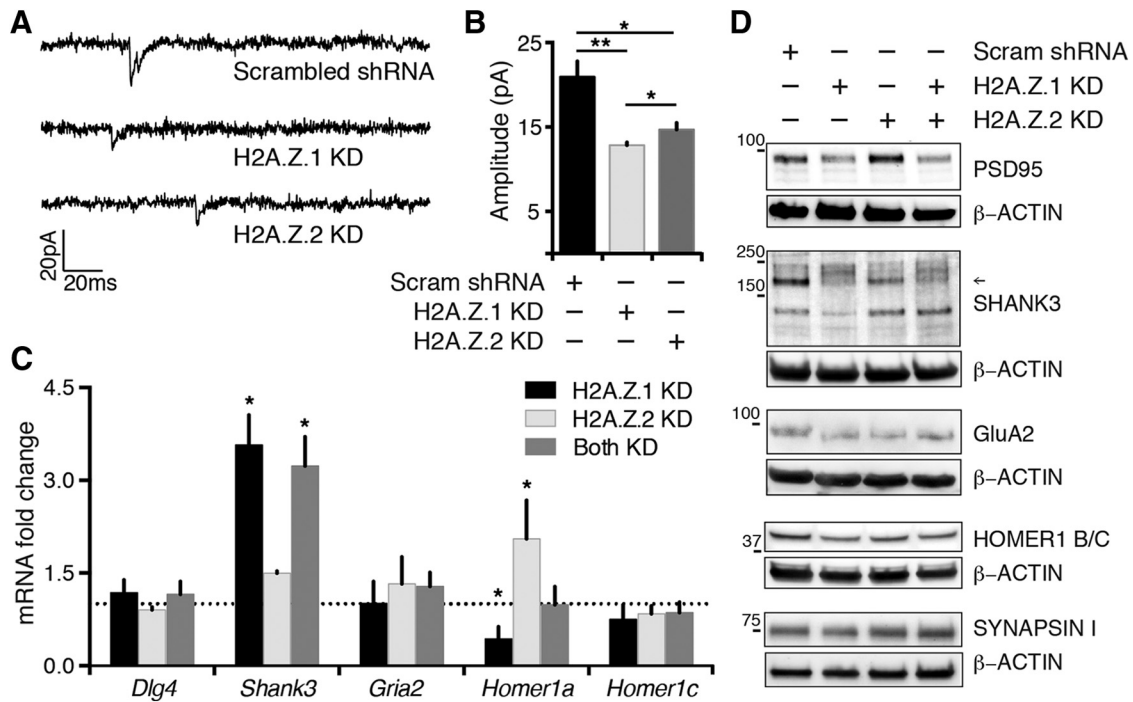 A
Scrambled shRNA
H2A.Z.1 KD
H2A.Z.2 KD
20pA
20ms
B
Amplitude (pA)
25
15
5
*
**
*
Scram shRNA + − −
H2A.Z.1 KD − + −
H2A.Z.2 KD − − +
C
mRNA fold change
4.5
3.0
1.5
0.0
*
*
*
*
H2A.Z.1 KD
H2A.Z.2 KD
Both KD
Dlg4 Shank3 Gria2 Homer1a Homer1c
D
+ − − − Scram shRNA
− + − + H2A.Z.1 KD
− − + + H2A.Z.2 KD
100
PSD95
β−ACTIN
250
150
←
SHANK3
β−ACTIN
100
GluA2
β−ACTIN
37
HOMER1 B/C
β−ACTIN
75
SYNAPSIN I
β−ACTIN